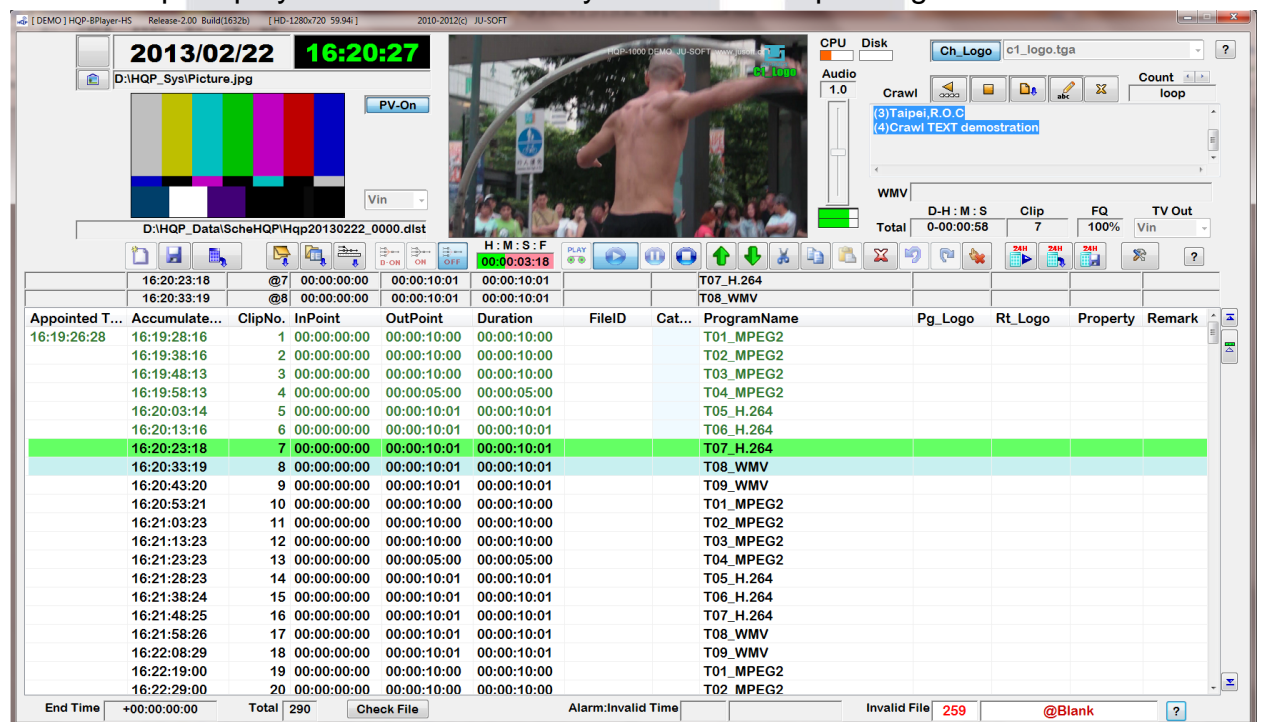 [ DEMO ] HQP-BPlayer-HS Release-2.00 Build(1632b) [ HD-1280x720 59.94i ] 2010-2012(c) JU-SOFT
2013/02/22 16:20:27
D:\HQP_Sys\Picture.jpg
PV-On
Vin
D:\HQP_Data\ScheHQP\Hqp20130222_0000.dlst
HQP-1000 DEMO JU-SOFT
C1_Logo
CPU Disk
Ch_Logo c1_logo.tga ?
Audio
1.0
Crawl abc
Count
loop
(3)Taipei,R.O.C
(4)Crawl TEXT demostration
WMV
D-H : M : S Clip FQ TV Out
Total 0-00:00:58 7 100% Vin
D-ON ON OFF
H : M : S : F
00:00:03:18
PLAY
24H 24H 24H ?
16:20:23:18 @7 00:00:00:00 00:00:10:01 00:00:10:01 T07_H.264
16:20:33:19 @8 00:00:00:00 00:00:10:01 00:00:10:01 T08_WMV
Appointed T... Accumulate... ClipNo. InPoint OutPoint Duration FileID Cat... ProgramName Pg_Logo Rt_Logo Property Remark
16:19:26:28 16:19:28:16 1 00:00:00:00 00:00:10:00 00:00:10:00 T01_MPEG2
16:19:38:16 2 00:00:00:00 00:00:10:00 00:00:10:00 T02_MPEG2
16:19:48:13 3 00:00:00:00 00:00:10:00 00:00:10:00 T03_MPEG2
16:19:58:13 4 00:00:00:00 00:00:05:00 00:00:05:00 T04_MPEG2
16:20:03:14 5 00:00:00:00 00:00:10:01 00:00:10:01 T05_H.264
16:20:13:16 6 00:00:00:00 00:00:10:01 00:00:10:01 T06_H.264
16:20:23:18 7 00:00:00:00 00:00:10:01 00:00:10:01 T07_H.264
16:20:33:19 8 00:00:00:00 00:00:10:01 00:00:10:01 T08_WMV
16:20:43:20 9 00:00:00:00 00:00:10:01 00:00:10:01 T09_WMV
16:20:53:21 10 00:00:00:00 00:00:10:00 00:00:10:00 T01_MPEG2
16:21:03:23 11 00:00:00:00 00:00:10:00 00:00:10:00 T02_MPEG2
16:21:13:23 12 00:00:00:00 00:00:10:00 00:00:10:00 T03_MPEG2
16:21:23:23 13 00:00:00:00 00:00:05:00 00:00:05:00 T04_MPEG2
16:21:28:23 14 00:00:00:00 00:00:10:01 00:00:10:01 T05_H.264
16:21:38:24 15 00:00:00:00 00:00:10:01 00:00:10:01 T06_H.264
16:21:48:25 16 00:00:00:00 00:00:10:01 00:00:10:01 T07_H.264
16:21:58:26 17 00:00:00:00 00:00:10:01 00:00:10:01 T08_WMV
16:22:08:29 18 00:00:00:00 00:00:10:01 00:00:10:01 T09_WMV
16:22:19:00 19 00:00:00:00 00:00:10:00 00:00:10:00 T01_MPEG2
16:22:29:00 20 00:00:00:00 00:00:10:00 00:00:10:00 T02_MPEG2
End Time +00:00:00:00 Total 290 Check File Alarm:Invalid Time Invalid File 259 @Blank ?